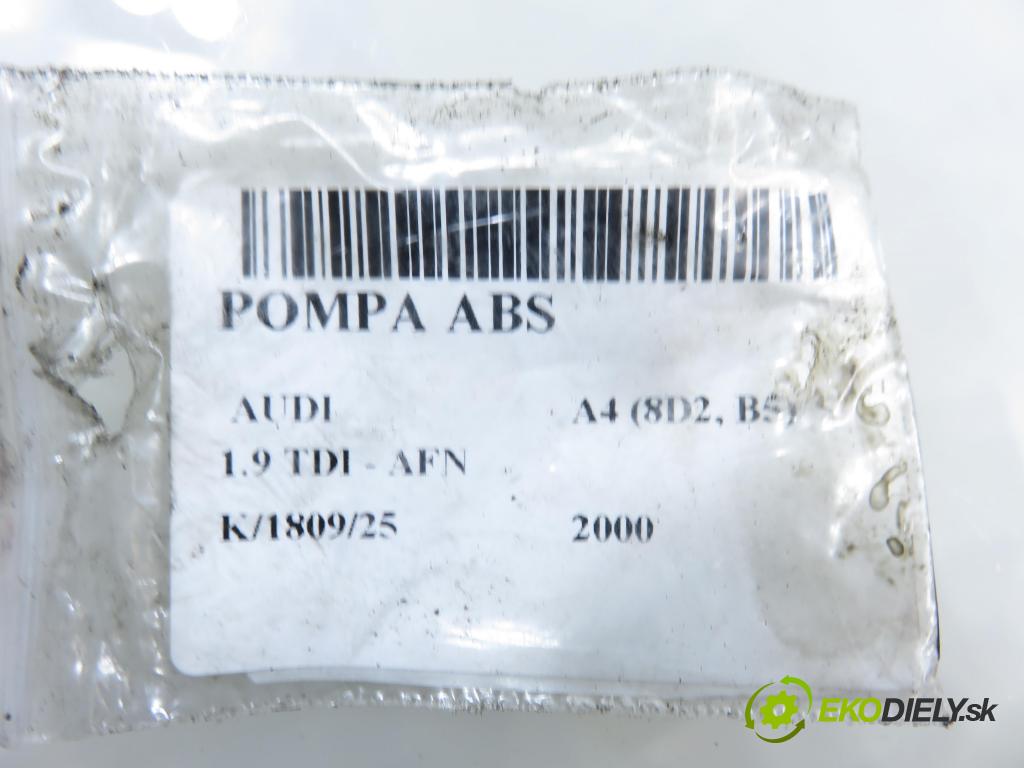 POMPA ABS
AUDI A4 (8D2, B5)
1.9 TDI - AFN
K/1809/25 2000
EKODIELY.sk